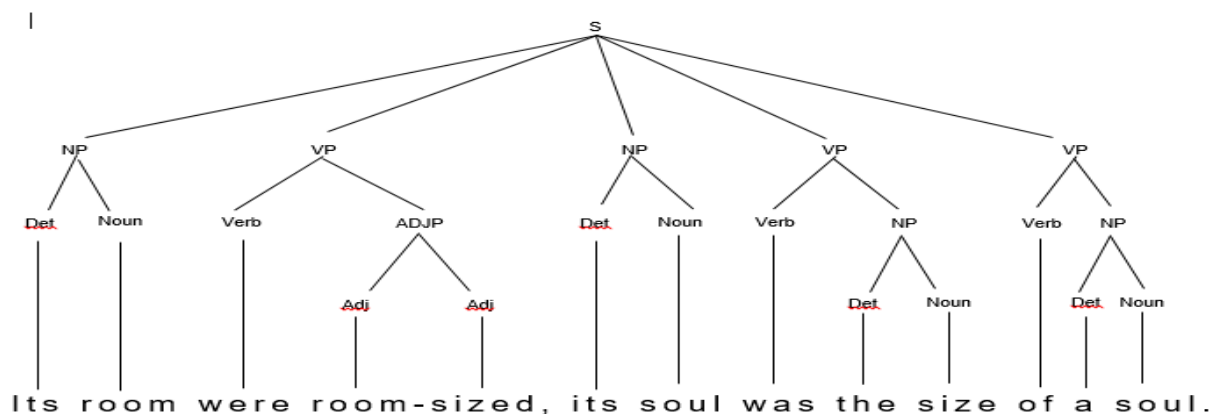 S
NP VP NP VP VP
Det Noun Verb ADJP Det Noun Verb NP Verb NP
Adj Adj Det Noun Det Noun
Its room were room-sized, its soul was the size of a soul.